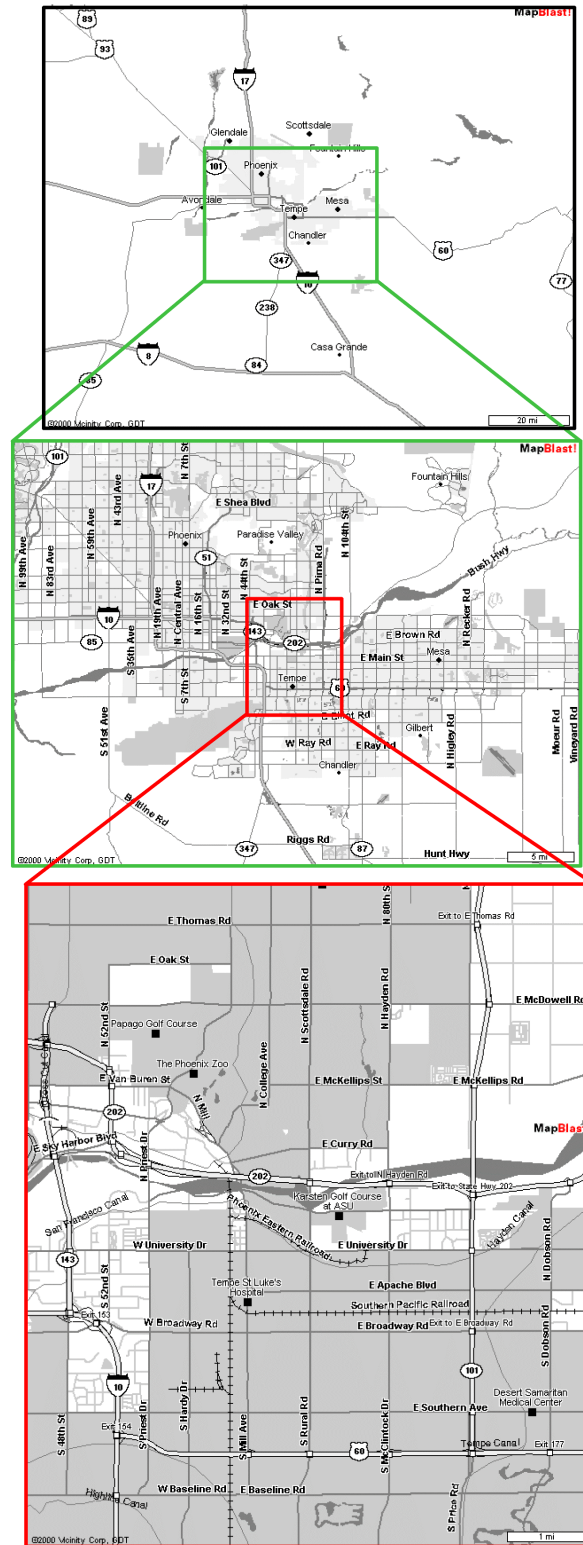 MapBlast!
89
93
17
Scottsdale
Glendale
Fountain Hills
101
Phoenix
Avondale
Mesa
Tempe
Chandler
60
347
10
77
238
Casa Grande
8
84
85
©2000 Vicinity Corp, GDT
20 mi
MapBlast!
101
N 7th St
Fountain Hills
17
N 43rd Ave
E Shea Blvd
N 59th Ave
N 99th Ave
N 83rd Ave
Phoenix
Paradise Valley
N 104th St
51
N 44th St
N Pima Rd
Bush Hwy
N 19th Ave
N Central Ave
N 16th St
N 32nd St
E Oak St
N Recker Rd
10
143
202
E Brown Rd
85
S 35th Ave
E Main St
Mesa
S 7th St
Tempe
60
E Elliot Rd
S 51st Ave
W Ray Rd
E Ray Rd
Gilbert
N Higley Rd
Moeur Rd
Vineyard Rd
Chandler
Beltline Rd
Riggs Rd
347
87
Hunt Hwy
©2000 Vicinity Corp, GDT
5 mi
N 80th S
E Thomas Rd
Exit to E Thomas Rd
E Oak St
N 52nd St
N Scottsdale Rd
N Hayden Rd
E McDowell Rd
Papago Golf Course
The Phoenix Zoo
N College Ave
E Van Buren St
E McKellips St
E McKellips Rd
N Mill
202
MapBlast!
E Sky Harbor Blvd
N Priest Dr
E Curry Rd
202
Exit to N Hayden Rd
Exit to State Hwy 202
Karsten Golf Course
at ASU
San Francisco Canal
Phoenix Eastern Railroad
Hayden Canal
N Dobson Rd
W University Dr
E University Dr
143
S 52nd St
Tempe St Luke's
Hospital
E Apache Blvd
Southern Pacific Railroad
Exit 153
W Broadway Rd
E Broadway Rd
Exit to E Broadway Rd
S Dobson Rd
101
10
S Hardy Dr
Desert Samaritan
Medical Center
S 48th St
Exit 154
S Priest Dr
S Mill Ave
S Rural Rd
S McClintock Dr
E Southern Ave
60
Tempe Canal
Exit 177
W Baseline Rd
E Baseline Rd
Highline Canal
S Price Rd
©2000 Vicinity Corp, GDT
1 mi